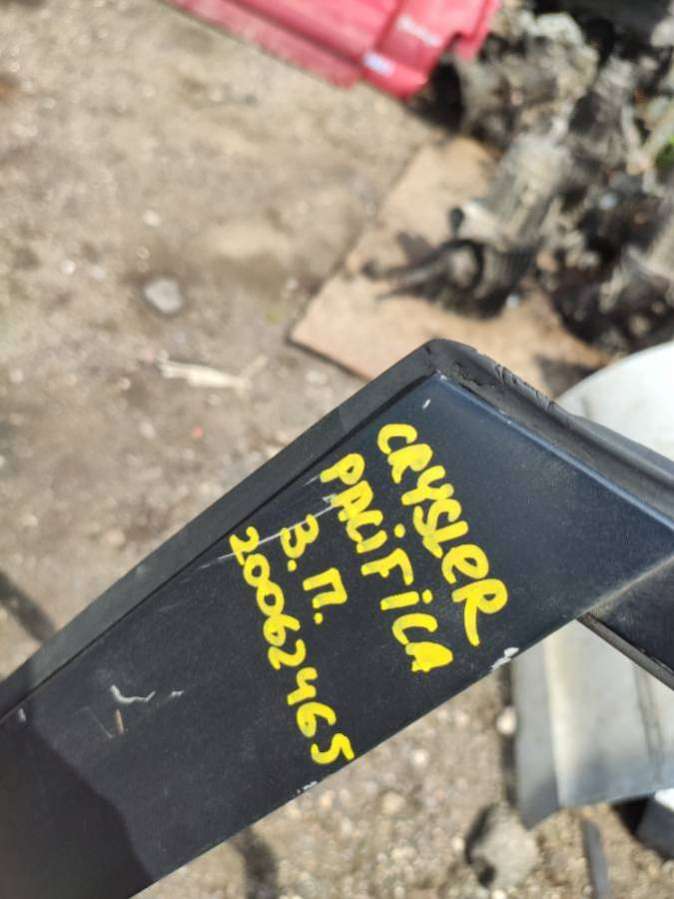 CRYSLER
PACIFICA
З.П.
20062465